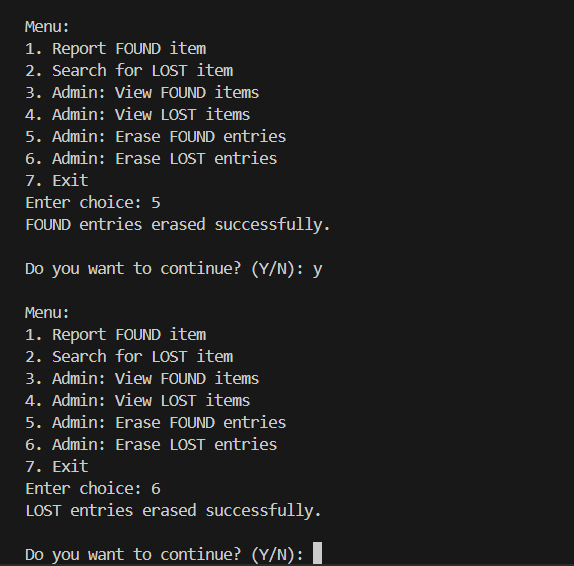 Menu:
1. Report FOUND item
2. Search for LOST item
3. Admin: View FOUND items
4. Admin: View LOST items
5. Admin: Erase FOUND entries
6. Admin: Erase LOST entries
7. Exit
Enter choice: 5
FOUND entries erased successfully.
Do you want to continue? (Y/N): y
Menu:
1. Report FOUND item
2. Search for LOST item
3. Admin: View FOUND items
4. Admin: View LOST items
5. Admin: Erase FOUND entries
6. Admin: Erase LOST entries
7. Exit
Enter choice: 6
LOST entries erased successfully.
Do you want to continue? (Y/N):